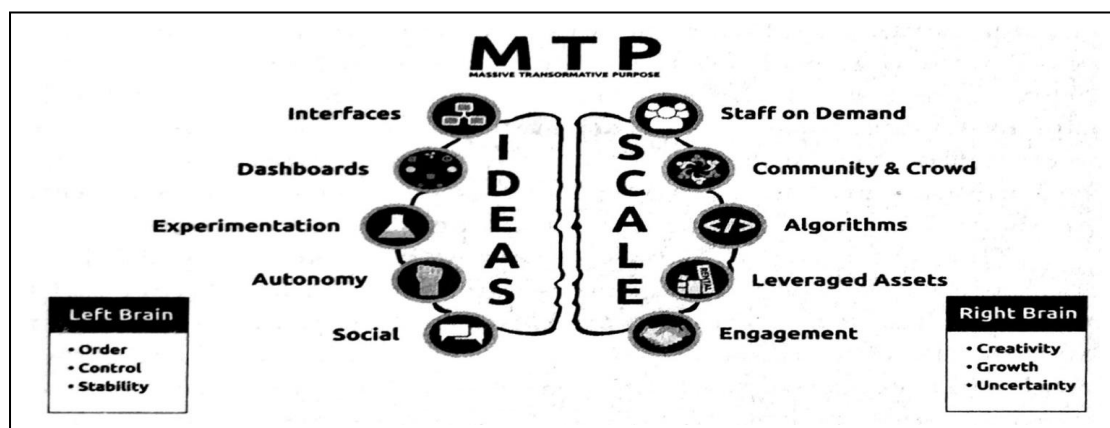 MTP
MASSIVE TRANSORMATIVE PURPOSE
Interfaces
Dashboards
Experimentation
Autonomy
Social
IDEAS
SCALE
Staff on Demand
Community & Crowd
Algorithms
</>
Leveraged Assets
Engagement
Left Brain
• Order
• Control
• Stability
Right Brain
• Creativity
• Growth
• Uncertainty